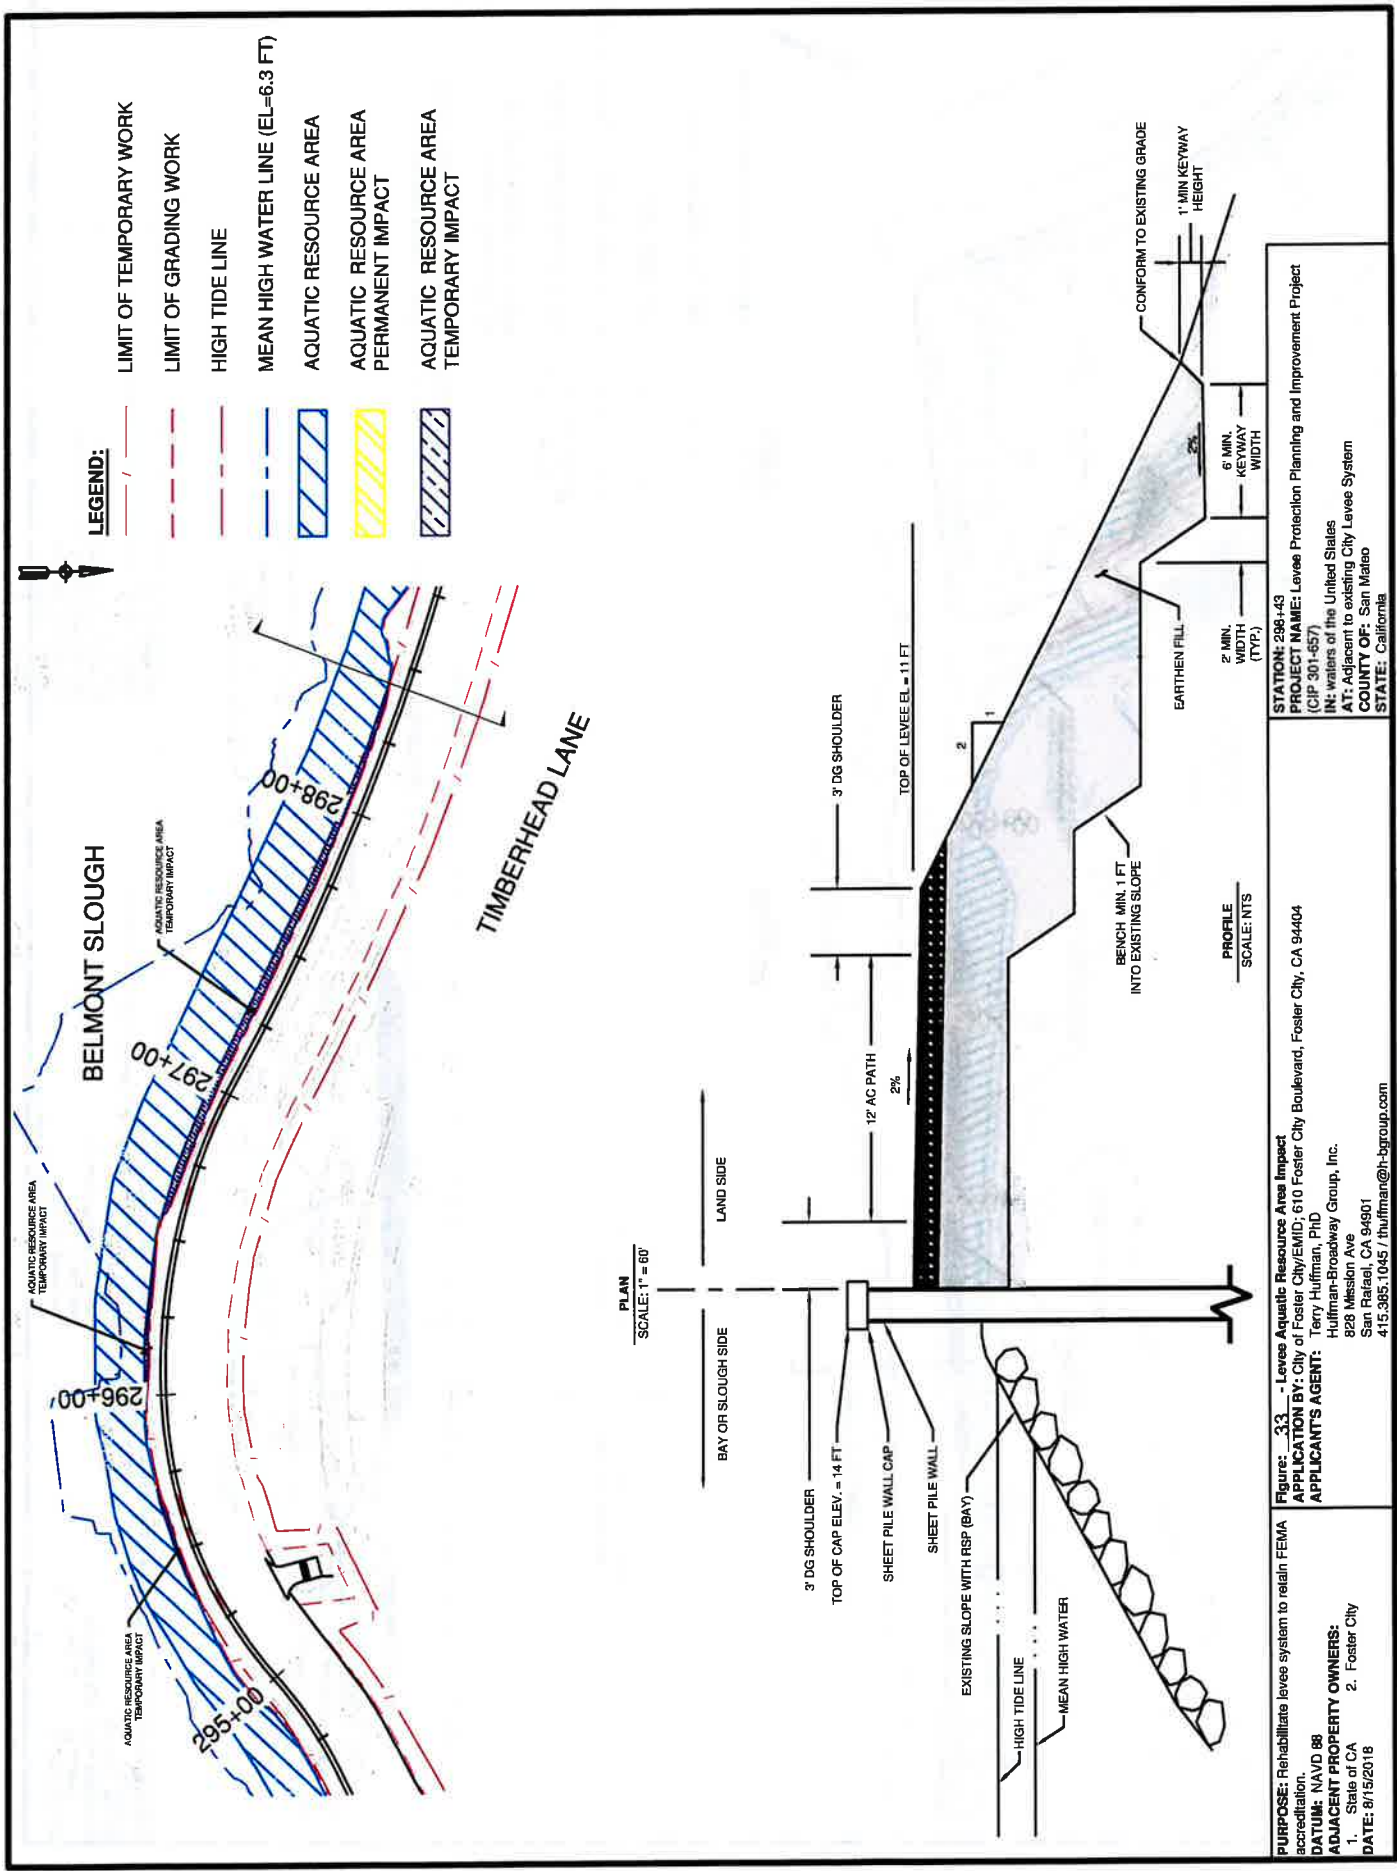 LEGEND:
LIMIT OF TEMPORARY WORK
LIMIT OF GRADING WORK
HIGH TIDE LINE
MEAN HIGH WATER LINE (EL=6.3 FT)
AQUATIC RESOURCE AREA
AQUATIC RESOURCE AREA
PERMANENT IMPACT
AQUATIC RESOURCE AREA
TEMPORARY IMPACT
BELMONT SLOUGH
AQUATIC RESOURCE AREA
TEMPORARY IMPACT
AQUATIC RESOURCE AREA
TEMPORARY IMPACT
AQUATIC RESOURCE AREA
TEMPORARY IMPACT
295+00
296+00
297+00
298+00
TIMBERHEAD LANE
PLAN
SCALE: 1" = 60'
BAY OR SLOUGH SIDE
LAND SIDE
3' DG SHOULDER
12' AC PATH
2%
3' DG SHOULDER
TOP OF LEVEE EL = 11 FT
TOP OF CAP ELEV. = 14 FT
SHEET PILE WALL CAP
SHEET PILE WALL
EXISTING SLOPE WITH RSP (BAY)
HIGH TIDE LINE
MEAN HIGH WATER
2
1
CONFORM TO EXISTING GRADE
1' MIN KEYWAY
HEIGHT
2%
6' MIN.
KEYWAY
WIDTH
2' MIN.
WIDTH
(TYP.)
EARTHEN FILL
BENCH MIN. 1 FT
INTO EXISTING SLOPE
PROFILE
SCALE: NTS
PURPOSE: Rehabilitate levee system to retain FEMA
accreditation.
DATUM: NAVD 88
ADJACENT PROPERTY OWNERS:
1. State of CA 2. Foster City
DATE: 8/15/2018
Figure: 33 - Levee Aquatic Resource Area Impact
APPLICATION BY: City of Foster City/EMID; 610 Foster City Boulevard, Foster City, CA 94404
APPLICANT'S AGENT: Terry Huffman, PhD
Huffman-Broadway Group, Inc.
828 Mission Ave
San Rafael, CA 94901
415.385.1045 / thuffman@h-bgroup.com
STATION: 298+43
PROJECT NAME: Levee Protection Planning and Improvement Project
(CIP 301-657)
IN: waters of the United States
AT: Adjacent to existing City Levee System
COUNTY OF: San Mateo
STATE: California